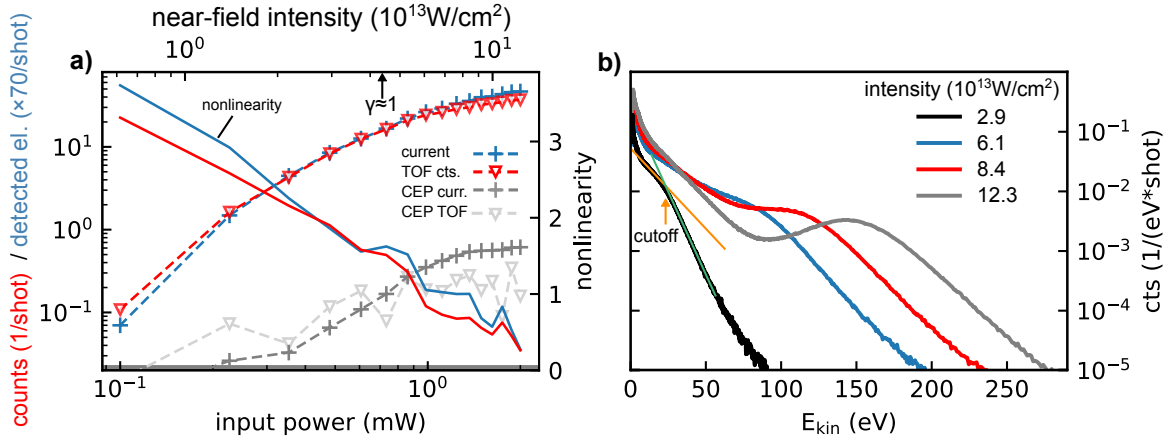 near-field intensity (10¹³W/cm²)
10⁰
10¹
a)
γ≈1
nonlinearity
current
TOF cts.
CEP curr.
CEP TOF
counts (1/shot) / detected el. (×70/shot)
10¹
10⁰
10⁻¹
3
2
1
0
nonlinearity
10⁻¹
10⁰
input power (mW)
b)
intensity (10¹³W/cm²)
2.9
6.1
8.4
12.3
cutoff
10⁻¹
10⁻²
10⁻³
10⁻⁴
10⁻⁵
cts (1/(eV*shot)
0
50
100
150
200
250
E_kin (eV)